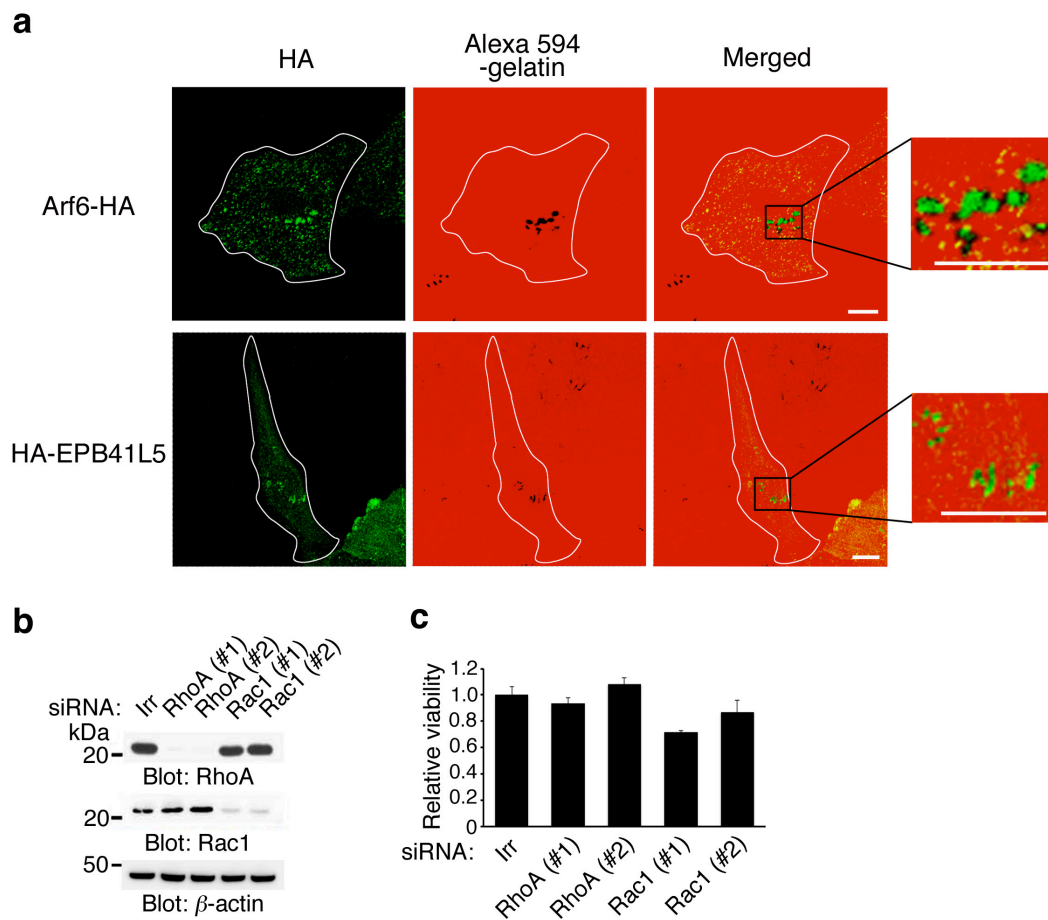 a
HA
Alexa 594
-gelatin
Merged
Arf6-HA
HA-EPB41L5
b
siRNA:
Irr
RhoA (#1)
RhoA (#2)
Rac1 (#1)
Rac1 (#2)
kDa
20
Blot: RhoA
20
Blot: Rac1
50
Blot: β-actin
c
Relative viability
1.2
1.0
0.8
0.6
0.4
0.2
0
siRNA:
Irr
RhoA (#1)
RhoA (#2)
Rac1 (#1)
Rac1 (#2)